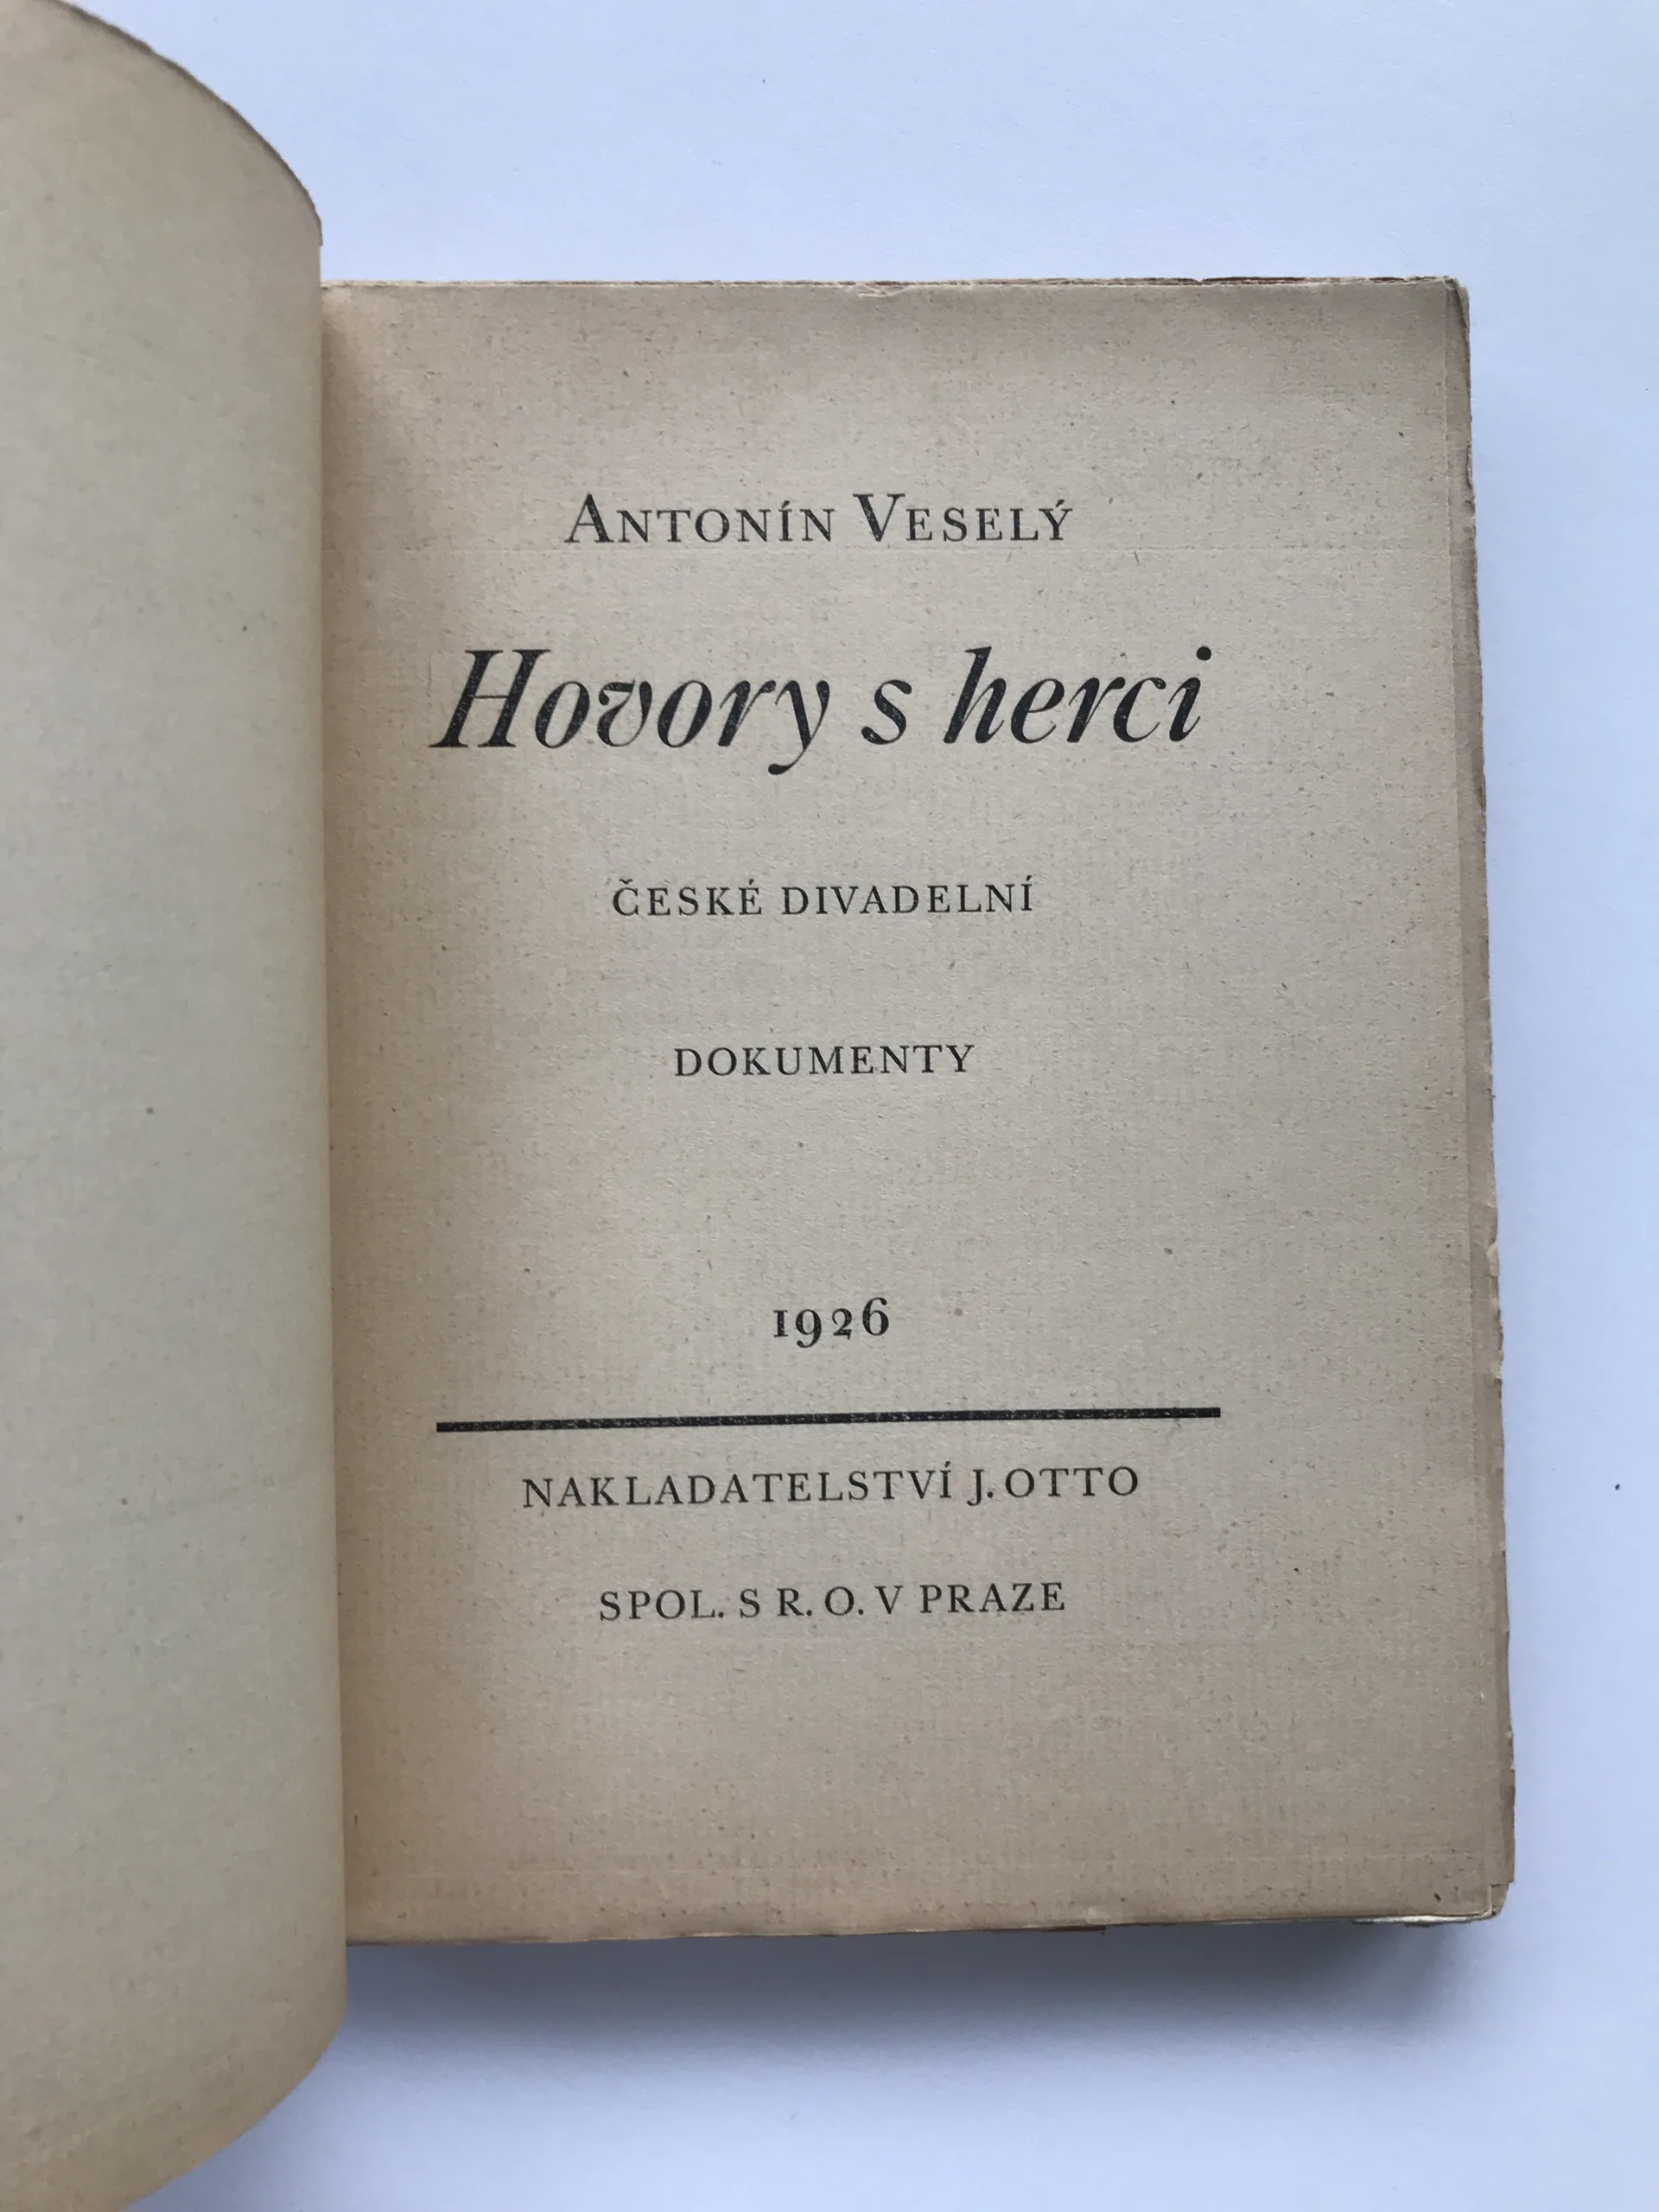 ANTONÍN VESELÝ
Hovory s herci
ČESKÉ DIVADELNÍ
DOKUMENTY
1926
NAKLADATELSTVÍ J. OTTO
SPOL. S R. O. V PRAZE